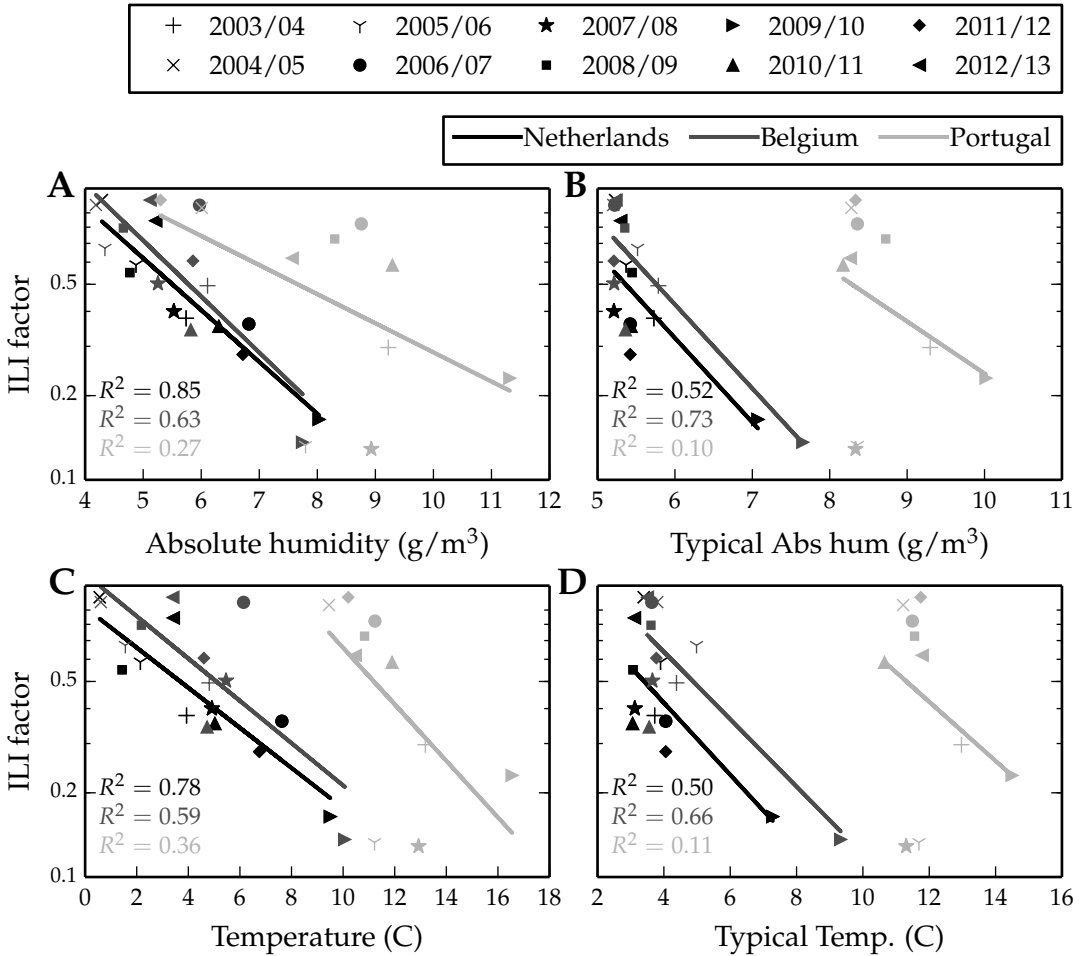 2003/04 2005/06 2007/08 2009/10 2011/12
2004/05 2006/07 2008/09 2010/11 2012/13
Netherlands Belgium Portugal
A
ILI factor
0.5
0.2
0.1
R² = 0.85
R² = 0.63
R² = 0.27
4 5 6 7 8 9 10 11 12
Absolute humidity (g/m³)
B
R² = 0.52
R² = 0.73
R² = 0.10
5 6 7 8 9 10 11
Typical Abs hum (g/m³)
C
ILI factor
0.5
0.2
0.1
R² = 0.78
R² = 0.59
R² = 0.36
0 2 4 6 8 10 12 14 16 18
Temperature (C)
D
R² = 0.50
R² = 0.66
R² = 0.11
2 4 6 8 10 12 14 16
Typical Temp. (C)